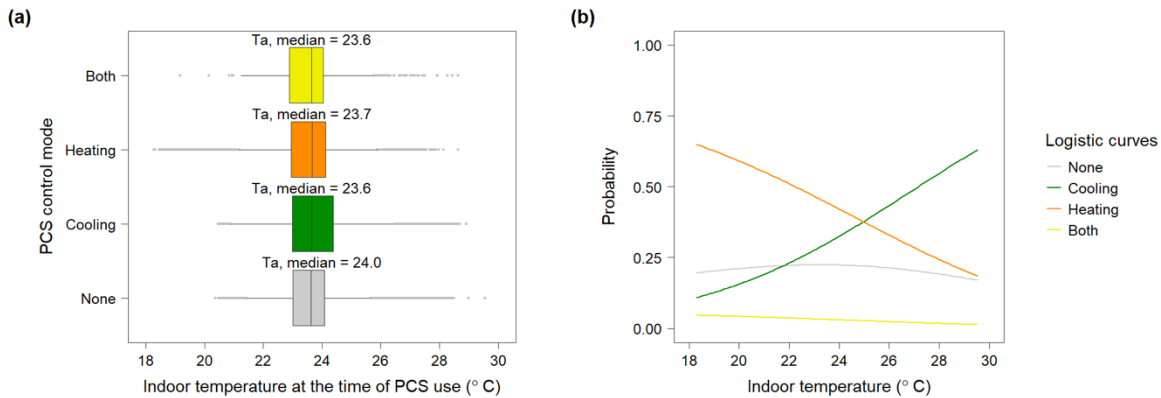 (a)
Ta, median = 23.6
Both
Ta, median = 23.7
Heating
Ta, median = 23.6
Cooling
Ta, median = 24.0
None
PCS control mode
18 20 22 24 26 28 30
Indoor temperature at the time of PCS use (° C)
(b)
1.00
0.75
0.50
0.25
0.00
Probability
18 20 22 24 26 28 30
Indoor temperature (° C)
Logistic curves
None
Cooling
Heating
Both